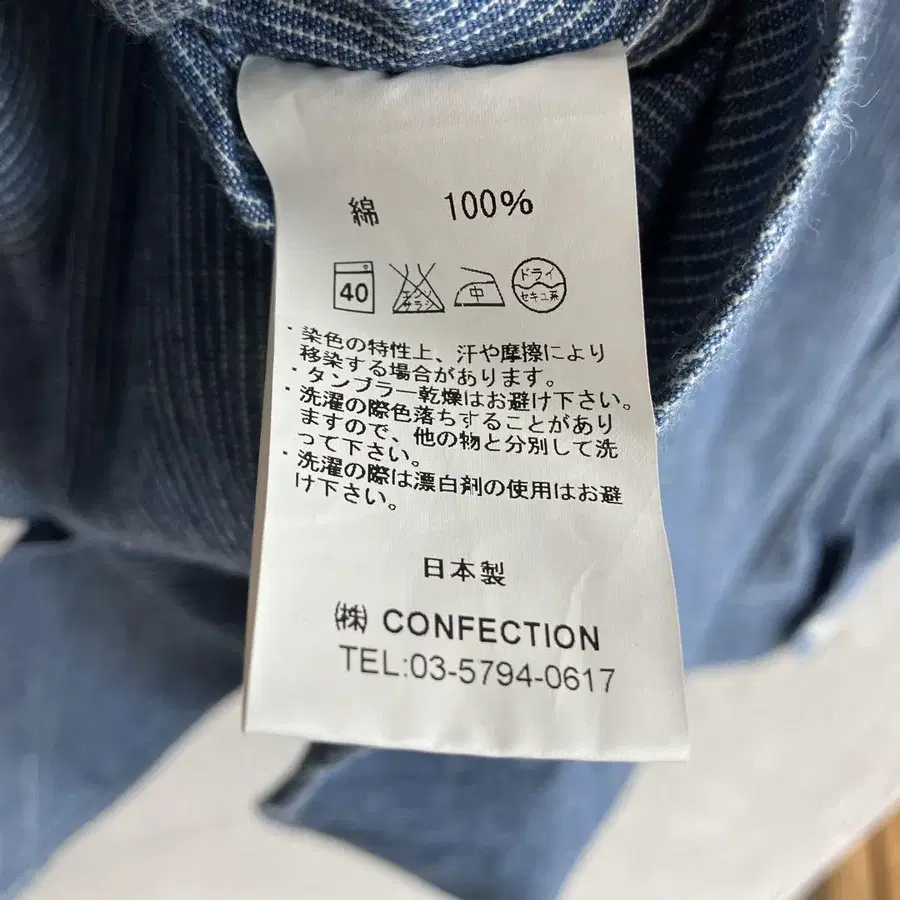 綿 100%
40 エンソ サラシ 中 ドライ セキユ系
・染色の特性上、汗や摩擦により
移染する場合があります。
・タンブラー乾燥はお避け下さい。
・洗濯の際色落ちすることがあり
ますので、他の物と分別して洗
って下さい。
・洗濯の際は漂白剤の使用はお避
け下さい。
日本製
㈱ CONFECTION
TEL:03-5794-0617